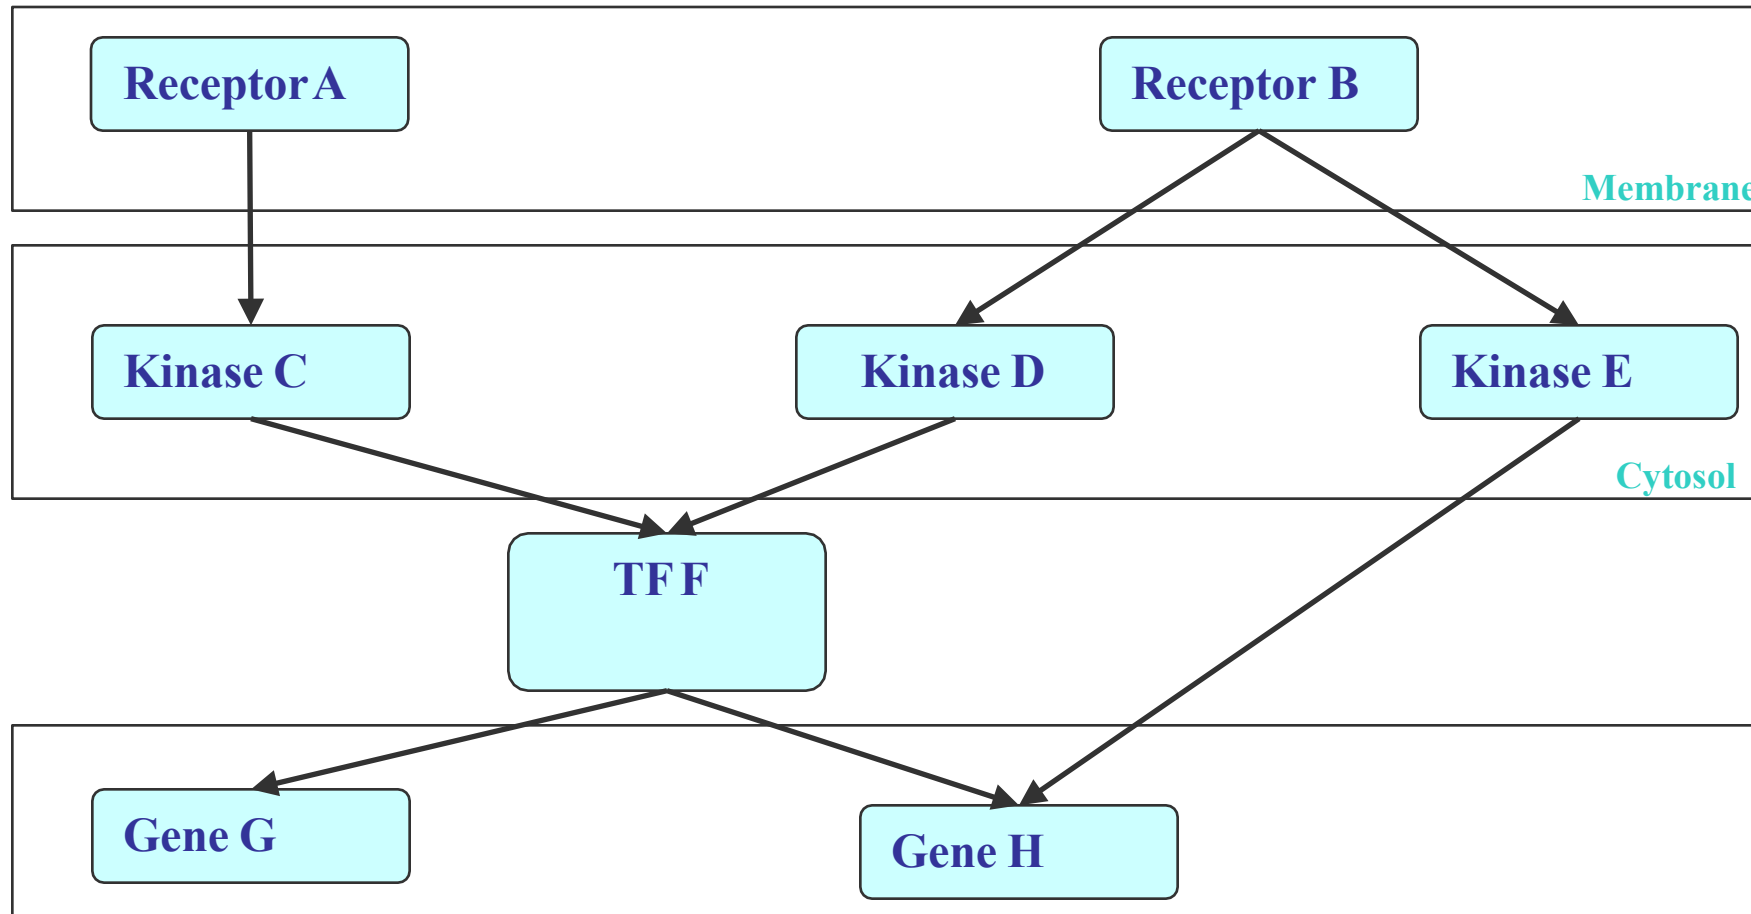 Receptor A
Receptor B
Membrane
Kinase C
Kinase D
Kinase E
Cytosol
TF F
Gene G
Gene H